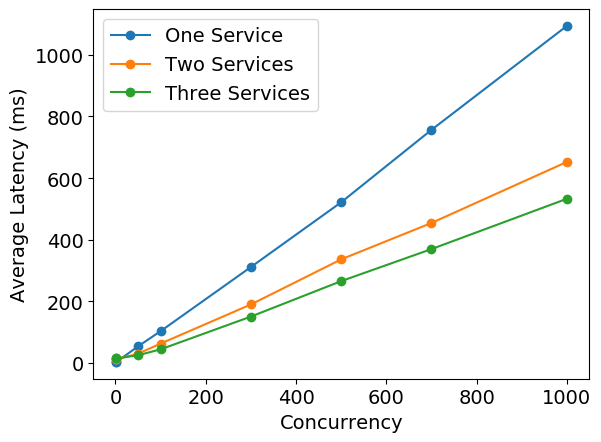 One Service
Two Services
Three Services
1000
800
600
400
200
0
Average Latency (ms)
0 200 400 600 800 1000
Concurrency